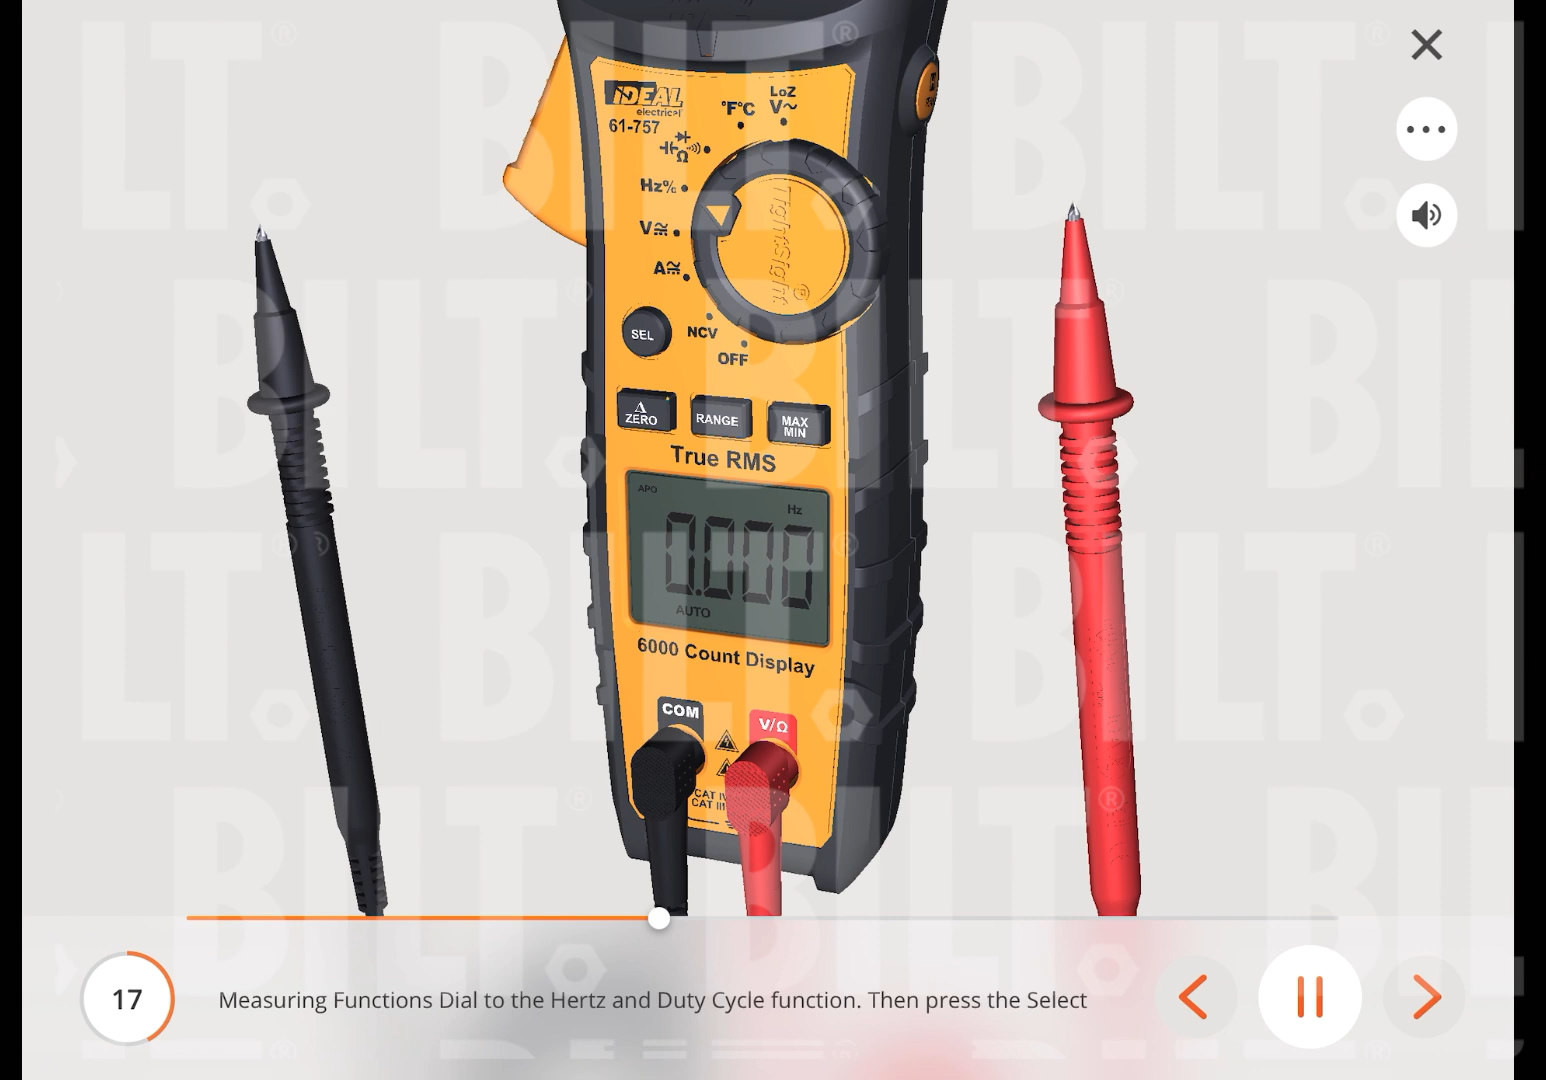 IDEAL
electrical
61-757
°F°C
LoZ
V~
Ω
Hz%
V≅
A≅
TightSight®
SEL
NCV
OFF
Δ
ZERO
RANGE
MAX
MIN
True RMS
APO
Hz
0.000
AUTO
6000 Count Display
COM
V/Ω
CAT IV
CAT III
BILT®
17
Measuring Functions Dial to the Hertz and Duty Cycle function. Then press the Select